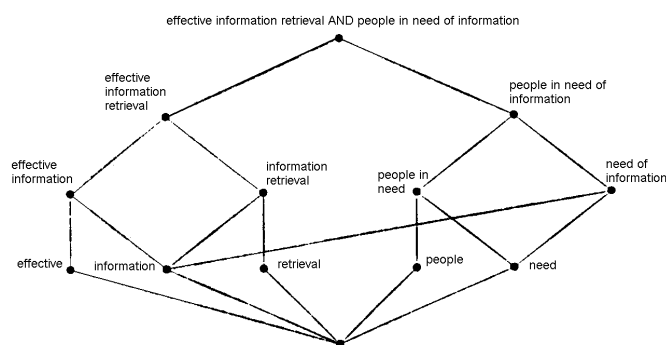 effective information retrieval AND people in need of information
effective
information
retrieval
people in need of
information
effective
information
information
retrieval
people in
need
need of
information
effective
information
retrieval
people
need